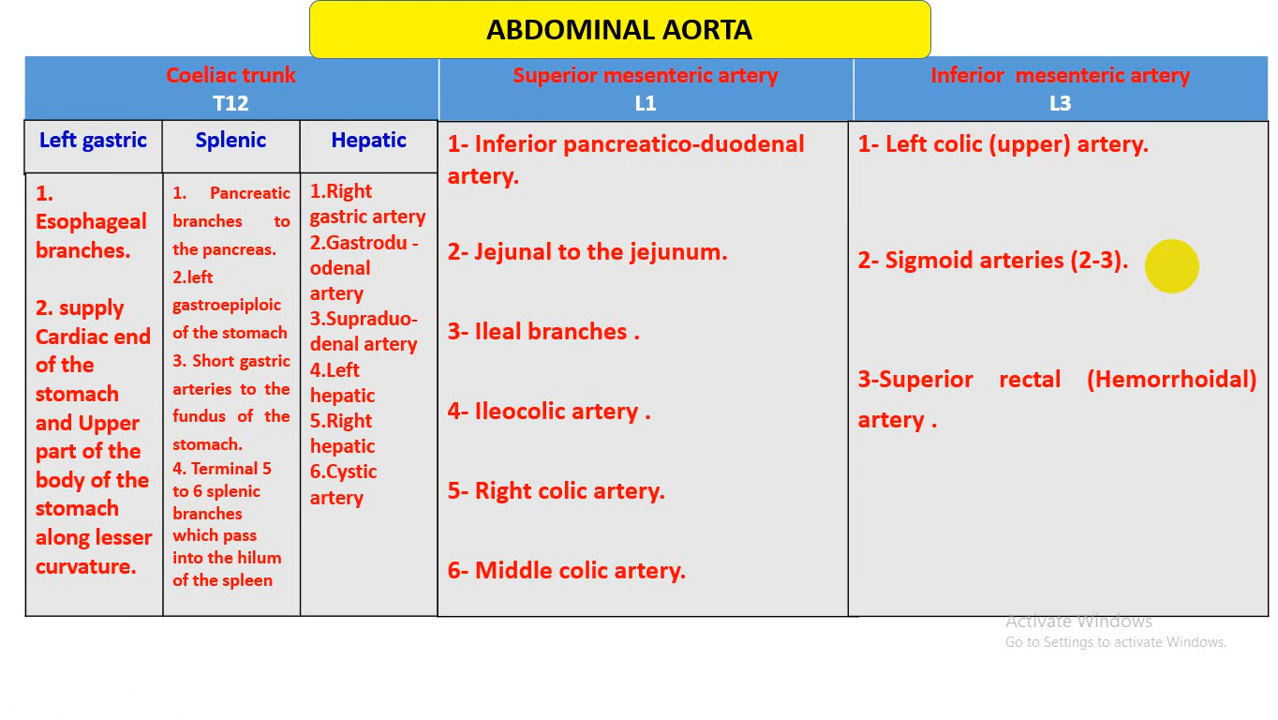 ABDOMINAL AORTA
Coeliac trunk
T12
Superior mesenteric artery
L1
Inferior  mesenteric artery
L3
Left gastric
Splenic
Hepatic
1.
Esophageal
branches.
2. supply
Cardiac end
of the
stomach
and Upper
part of the
body of the
stomach
along lesser
curvature.
1. Pancreatic
branches to
the pancreas.
2.left
gastroepiploic
of the stomach
3. Short gastric
arteries to the
fundus of the
stomach.
4. Terminal 5
to 6 splenic
branches
which pass
into the hilum
of the spleen
1.Right
gastric artery
2.Gastrodu -
odenal
artery
3.Supraduo-
denal artery
4.Left
hepatic
5.Right
hepatic
6.Cystic
artery
1- Inferior pancreatico-duodenal
artery.
2- Jejunal to the jejunum.
3- Ileal branches .
4- Ileocolic artery .
5- Right colic artery.
6- Middle colic artery.
1- Left colic (upper) artery.
2- Sigmoid arteries (2-3).
3-Superior rectal (Hemorrhoidal)
artery .
Activate Windows
Go to Settings to activate Windows.